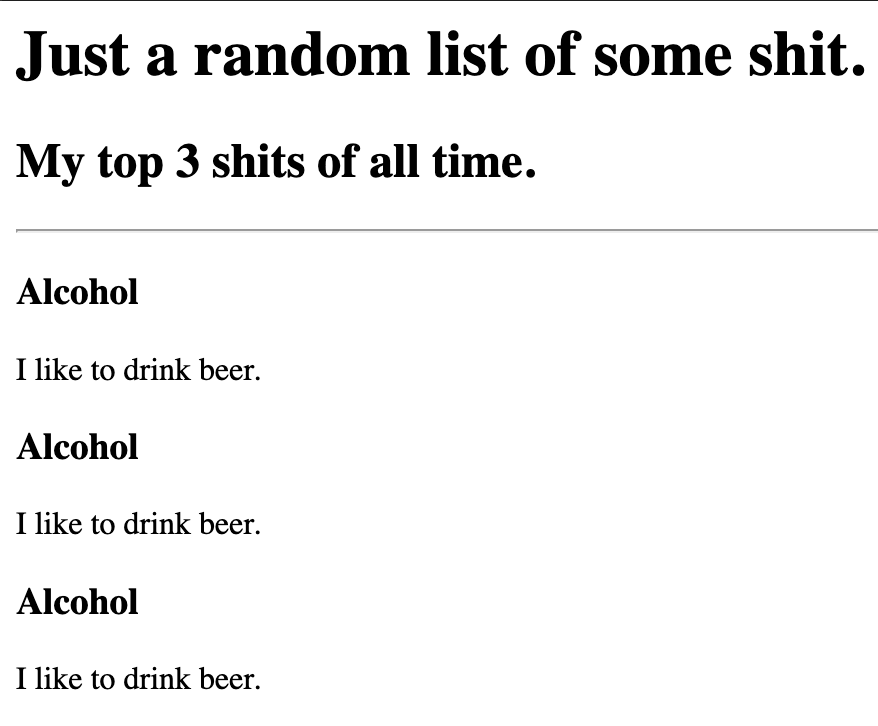 Just a random list of some shit.
My top 3 shits of all time.
Alcohol
I like to drink beer.
Alcohol
I like to drink beer.
Alcohol
I like to drink beer.